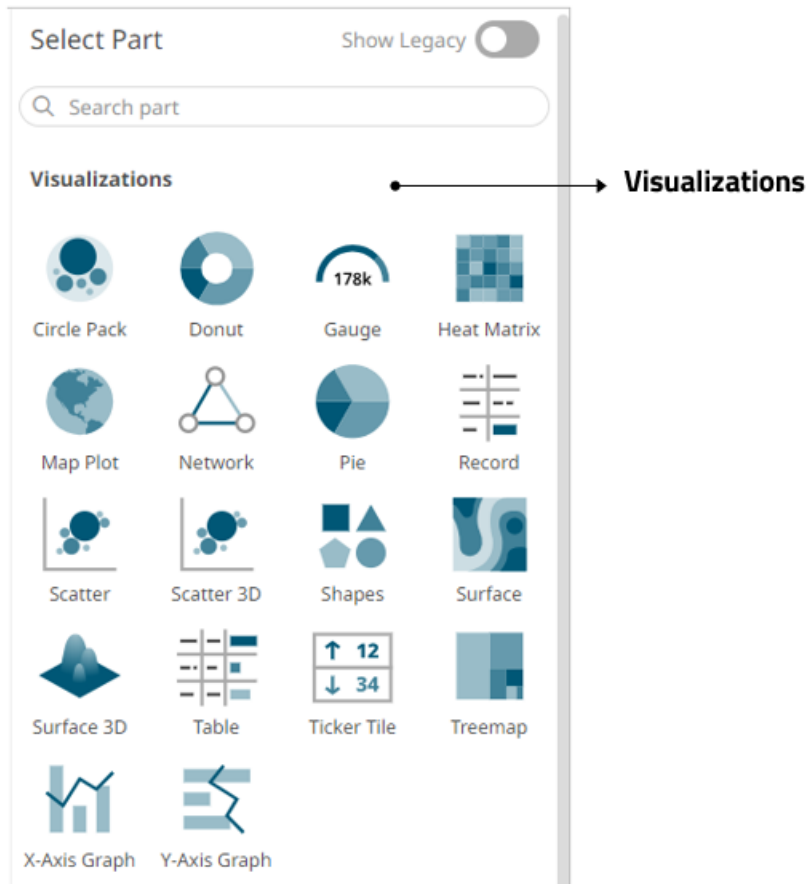 Select Part
Show Legacy
Search part
Visualizations
Visualizations
178k
Circle Pack
Donut
Gauge
Heat Matrix
Map Plot
Network
Pie
Record
Scatter
Scatter 3D
Shapes
Surface
↑ 12
↓ 34
Surface 3D
Table
Ticker Tile
Treemap
X-Axis Graph
Y-Axis Graph